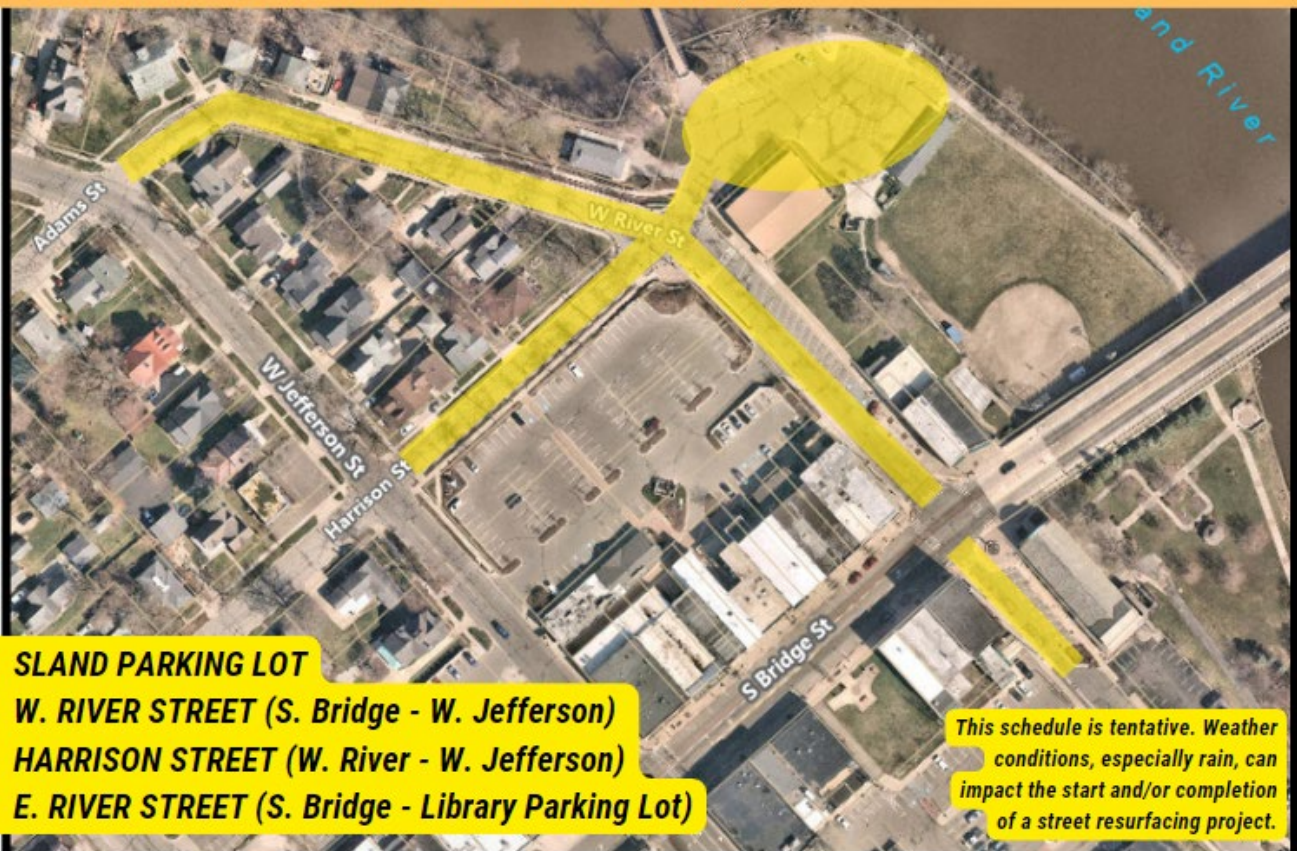 and River
Adams St
W River St
W Jefferson St
Harrison St
S Bridge St
SLAND PARKING LOT
W. RIVER STREET (S. Bridge - W. Jefferson)
HARRISON STREET (W. River - W. Jefferson)
E. RIVER STREET (S. Bridge - Library Parking Lot)
This schedule is tentative. Weather
conditions, especially rain, can
impact the start and/or completion
of a street resurfacing project.